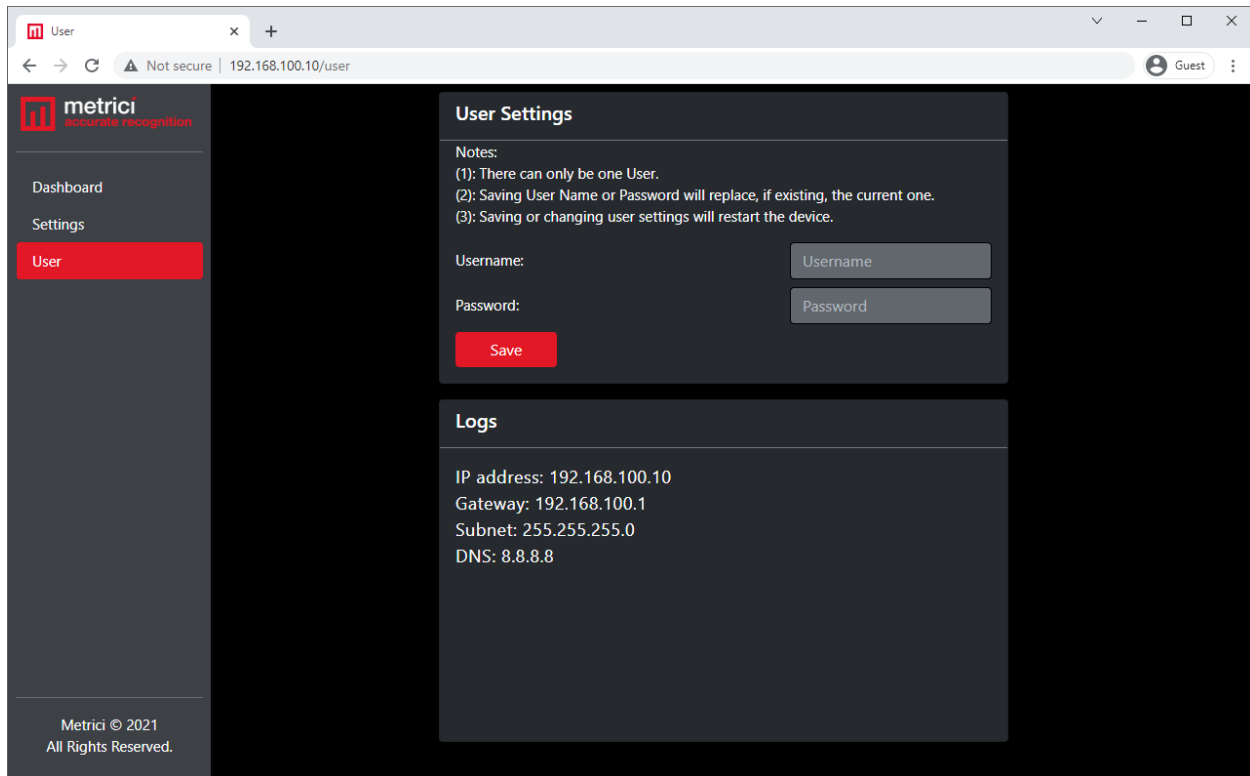 User
Not secure
192.168.100.10/user
Guest
metrici
accurate recognition
Dashboard
Settings
User
User Settings
Notes:
(1): There can only be one User.
(2): Saving User Name or Password will replace, if existing, the current one.
(3): Saving or changing user settings will restart the device.
Username:
Username
Password:
Password
Save
Logs
IP address: 192.168.100.10
Gateway: 192.168.100.1
Subnet: 255.255.255.0
DNS: 8.8.8.8
Metrici © 2021
All Rights Reserved.